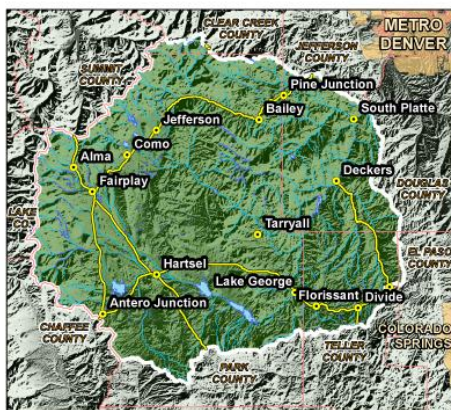 CLEAR CREEK
COUNTY
METRO
DENVER
JEFFERSON
COUNTY
SUMMIT
COUNTY
Pine Junction
Bailey
South Platte
Jefferson
Como
Alma
Fairplay
Deckers
DOUGLAS
COUNTY
LAKE
CO.
Tarryall
EL PASO
COUNTY
Hartsel
Lake George
Florissant
Divide
Antero Junction
CHAFFEE
COUNTY
COLORADO
SPRINGS
TELLER
COUNTY
PARK
COUNTY